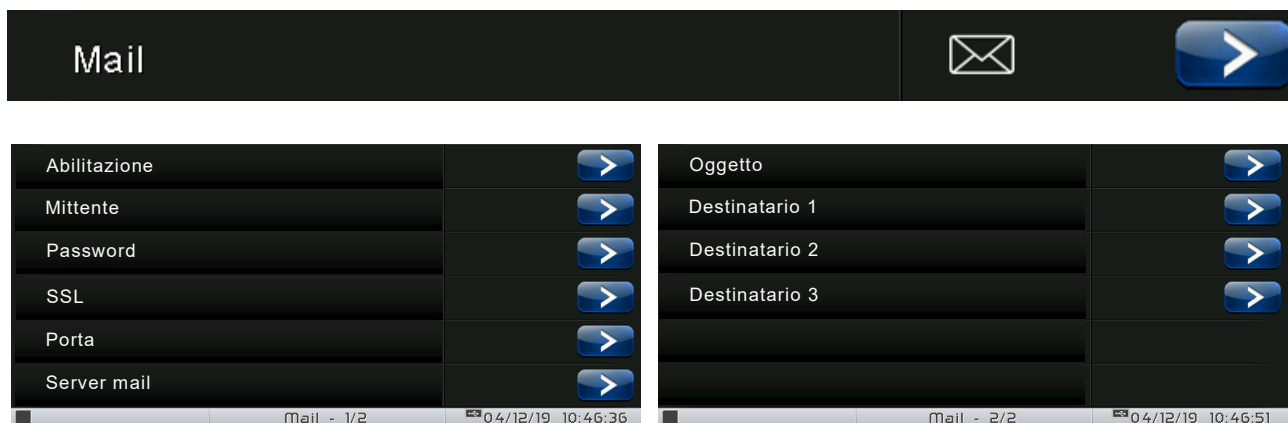 Mail
Abilitazione
Mittente
Password
SSL
Porta
Server mail
Mail - 1/2 04/12/19 10:46:36
Oggetto
Destinatario 1
Destinatario 2
Destinatario 3
Mail - 2/2 04/12/19 10:46:51